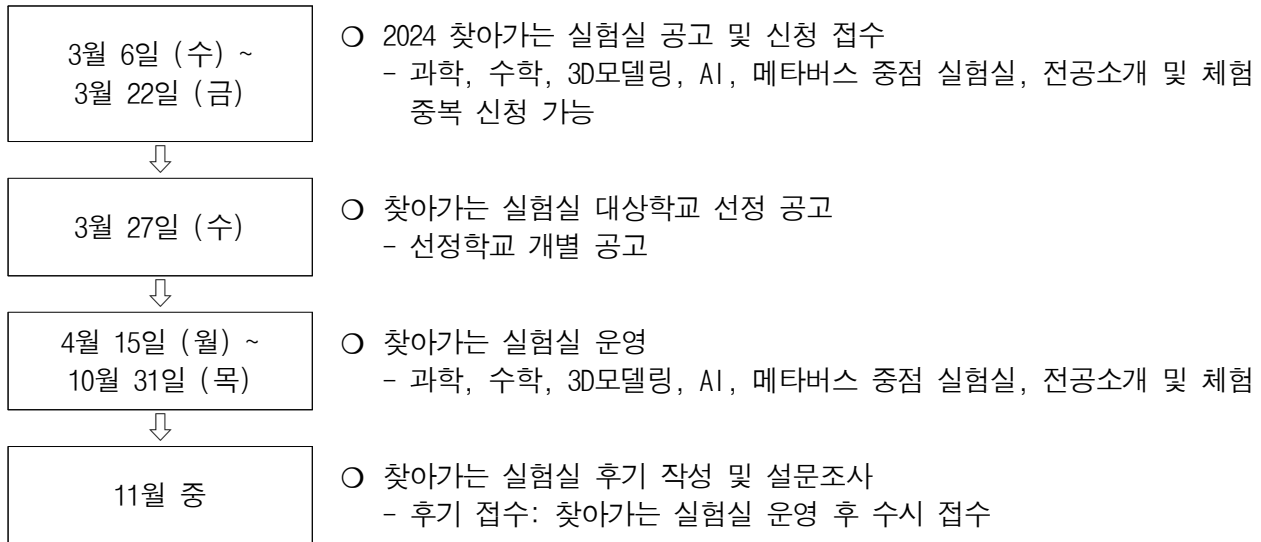 3월 6일 (수) ~
3월 22일 (금)
❍ 2024 찾아가는 실험실 공고 및 신청 접수
- 과학, 수학, 3D모델링, AI, 메타버스 중점 실험실, 전공소개 및 체험
중복 신청 가능
3월 27일 (수)
❍ 찾아가는 실험실 대상학교 선정 공고
- 선정학교 개별 공고
4월 15일 (월) ~
10월 31일 (목)
❍ 찾아가는 실험실 운영
- 과학, 수학, 3D모델링, AI, 메타버스 중점 실험실, 전공소개 및 체험
11월 중
❍ 찾아가는 실험실 후기 작성 및 설문조사
- 후기 접수: 찾아가는 실험실 운영 후 수시 접수